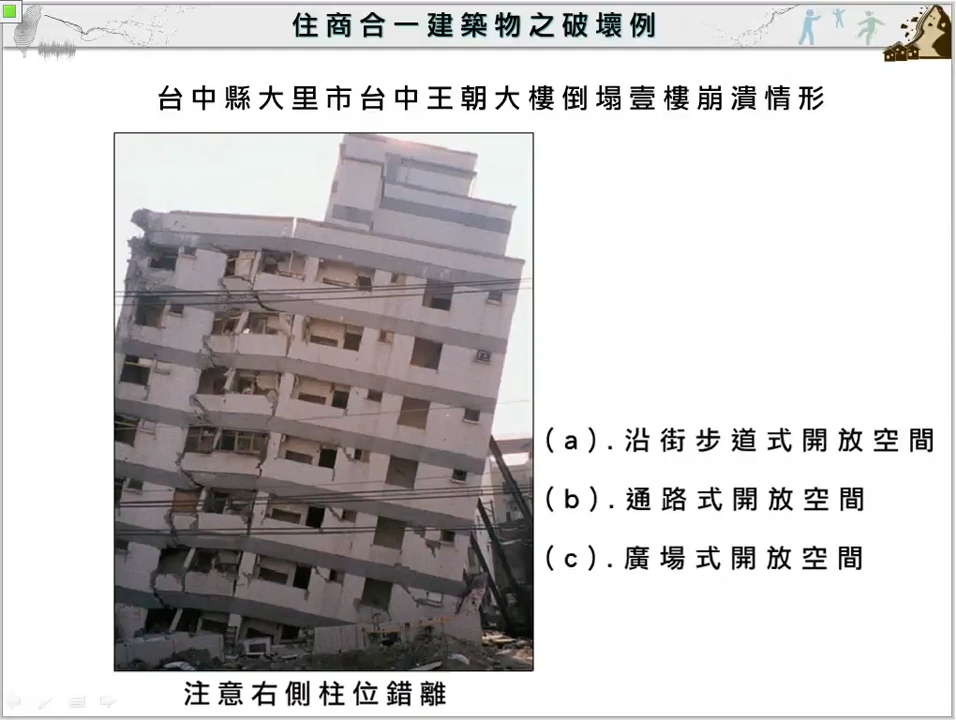 住商合一建築物之破壞例
台中縣大里市台中王朝大樓倒塌壹樓崩潰情形
(a).沿街步道式開放空間
(b).通路式開放空間
(c).廣場式開放空間
注意右側柱位錯離